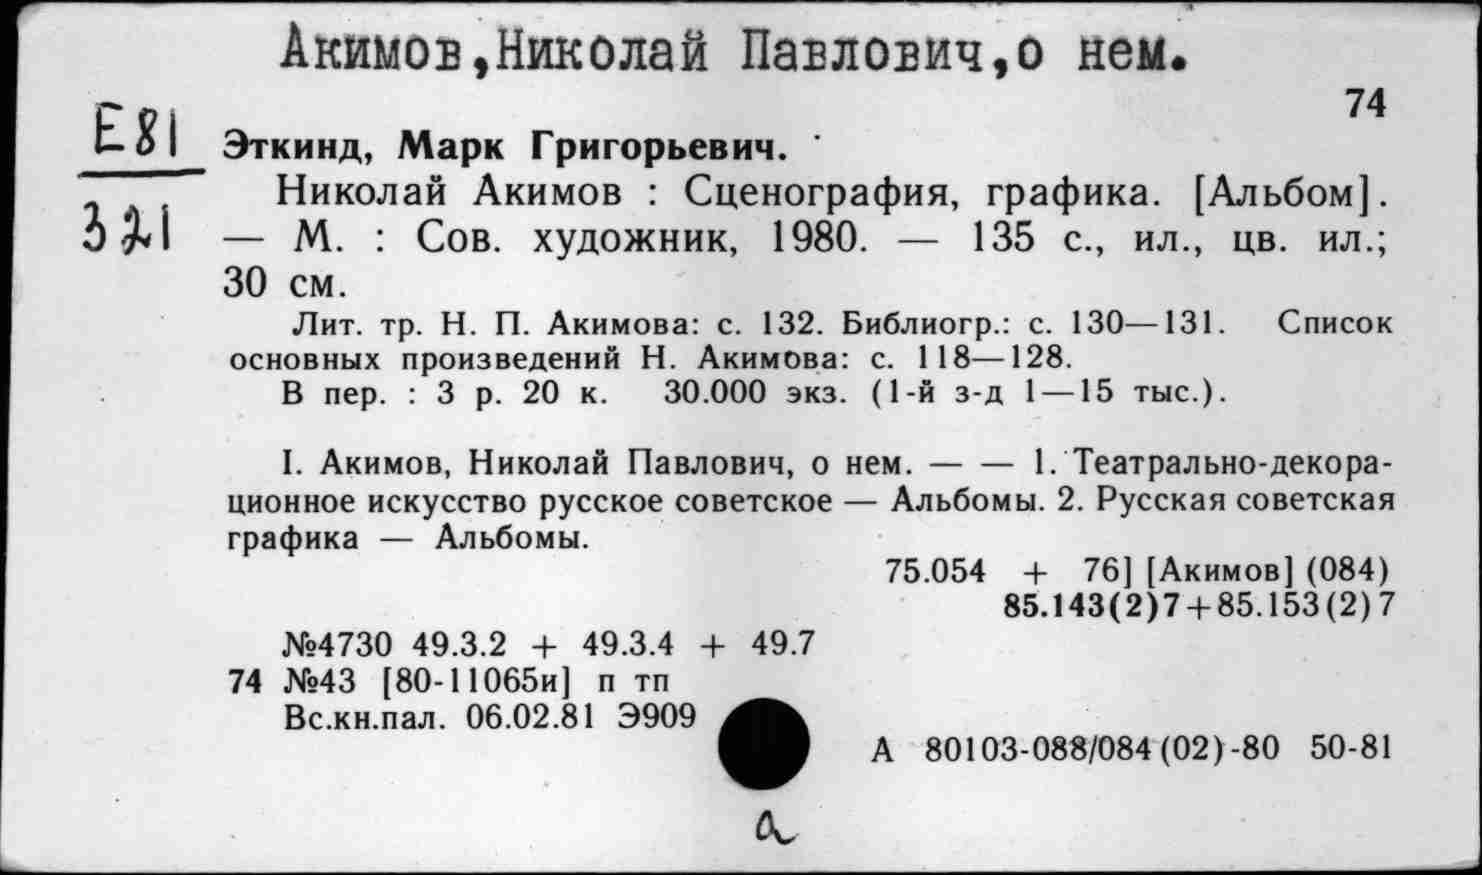 Акимов,Николай Павлович,о нем.
74
Е81
321
Эткинд, Марк Григорьевич.
Николай Акимов : Сценография, графика. [Альбом].
— М. : Сов. художник, 1980. — 135 с., ил., цв. ил.;
30 см.
Лит. тр. Н. П. Акимова: с. 132. Библиогр.: с. 130—131. Список
основных произведений Н. Акимова: с. 118—128.
В пер. : 3 р. 20 к. 30.000 экз. (1-й з-д 1—15 тыс.).
I. Акимов, Николай Павлович, о нем. — — 1. Театрально-декора-
ционное искусство русское советское — Альбомы. 2. Русская советская
графика — Альбомы.
75.054 + 76] [Акимов] (084)
85.143(2)7+85.153(2)7
№4730 49.3.2 + 49.3.4 + 49.7
74 №43 [80-11065и] п тп
Вс.кн.пал. 06.02.81 Э909
А 80103-088/084(02)-80 50-81
а